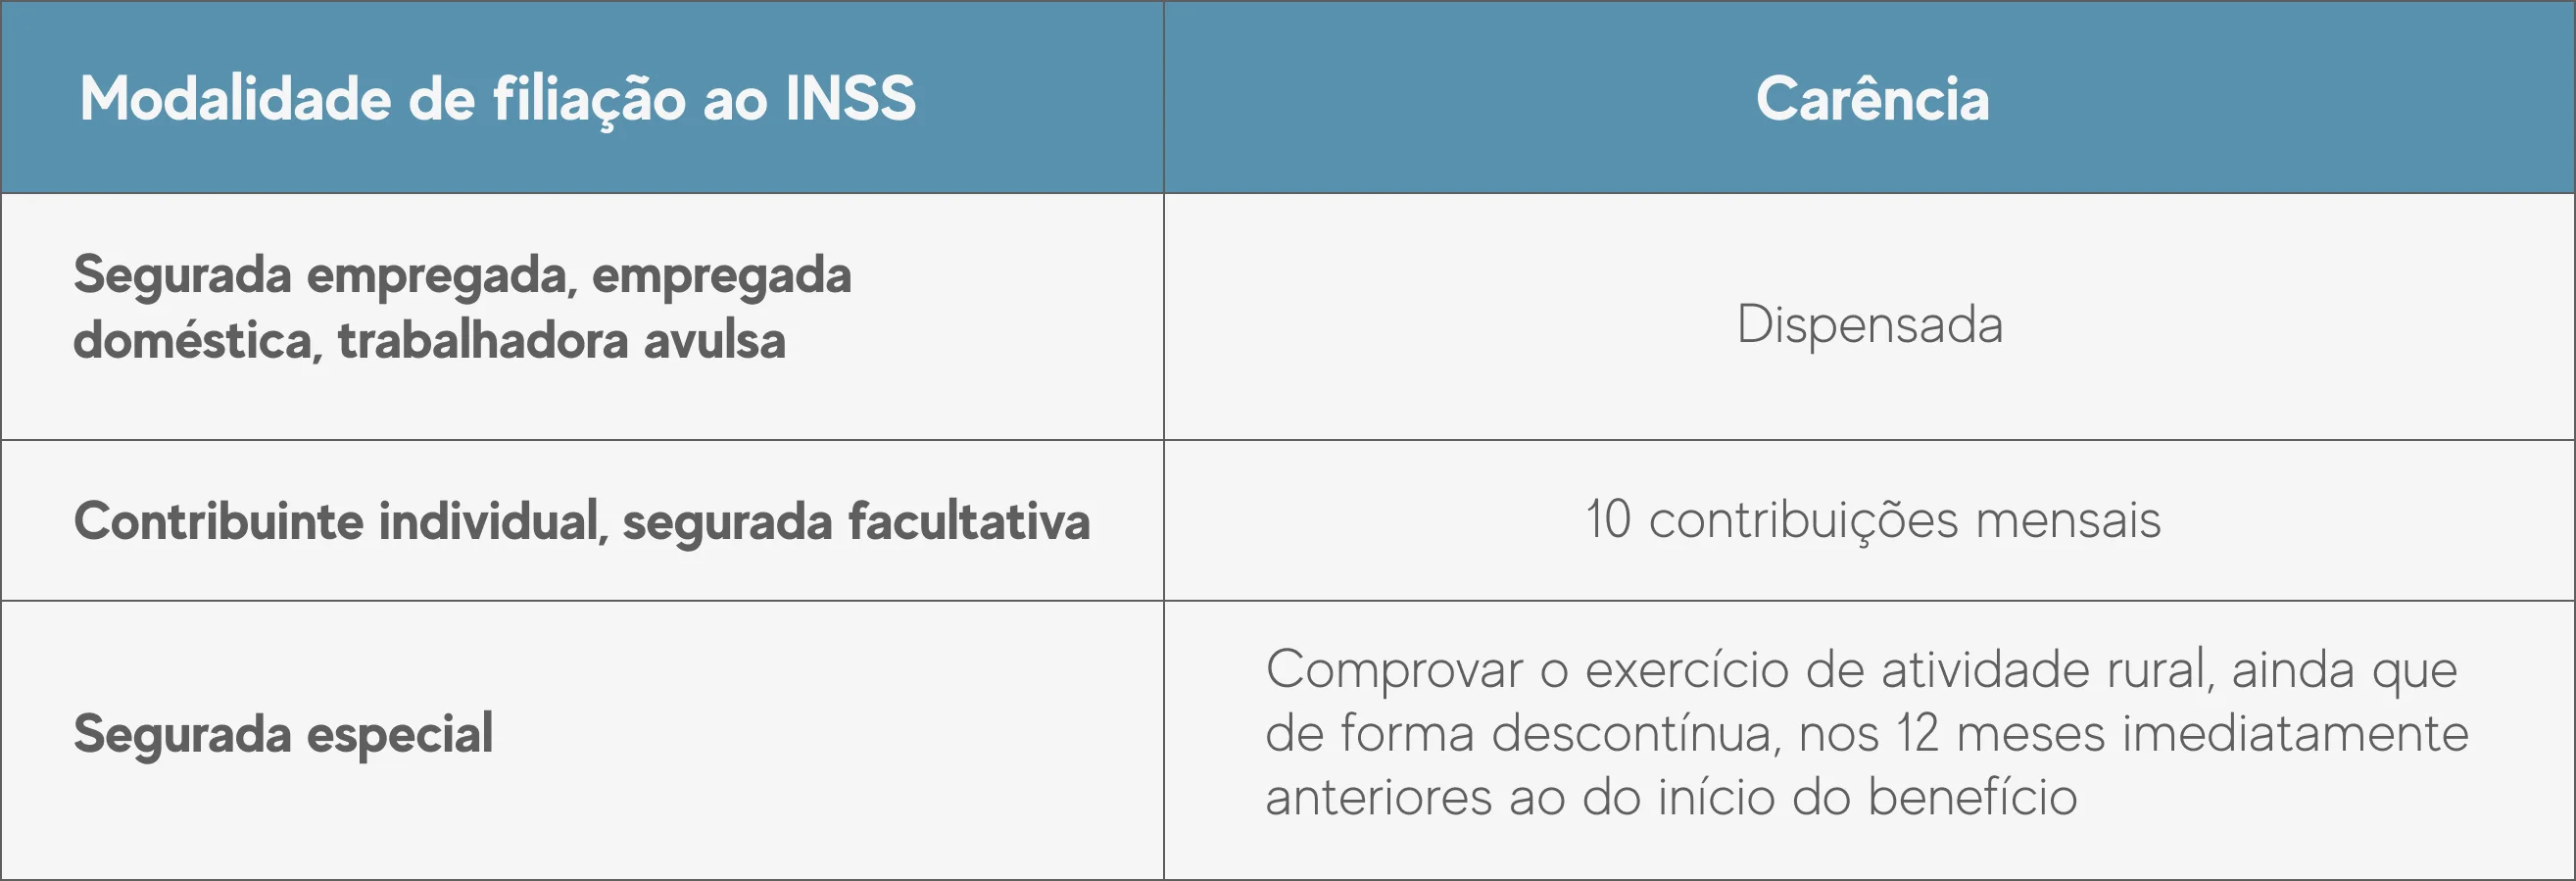 Modalidade de filiação ao INSS
Carência
Segurada empregada, empregada
doméstica, trabalhadora avulsa
Dispensada
Contribuinte individual, segurada facultativa
10 contribuições mensais
Segurada especial
Comprovar o exercício de atividade rural, ainda que
de forma descontínua, nos 12 meses imediatamente
anteriores ao do início do benefício